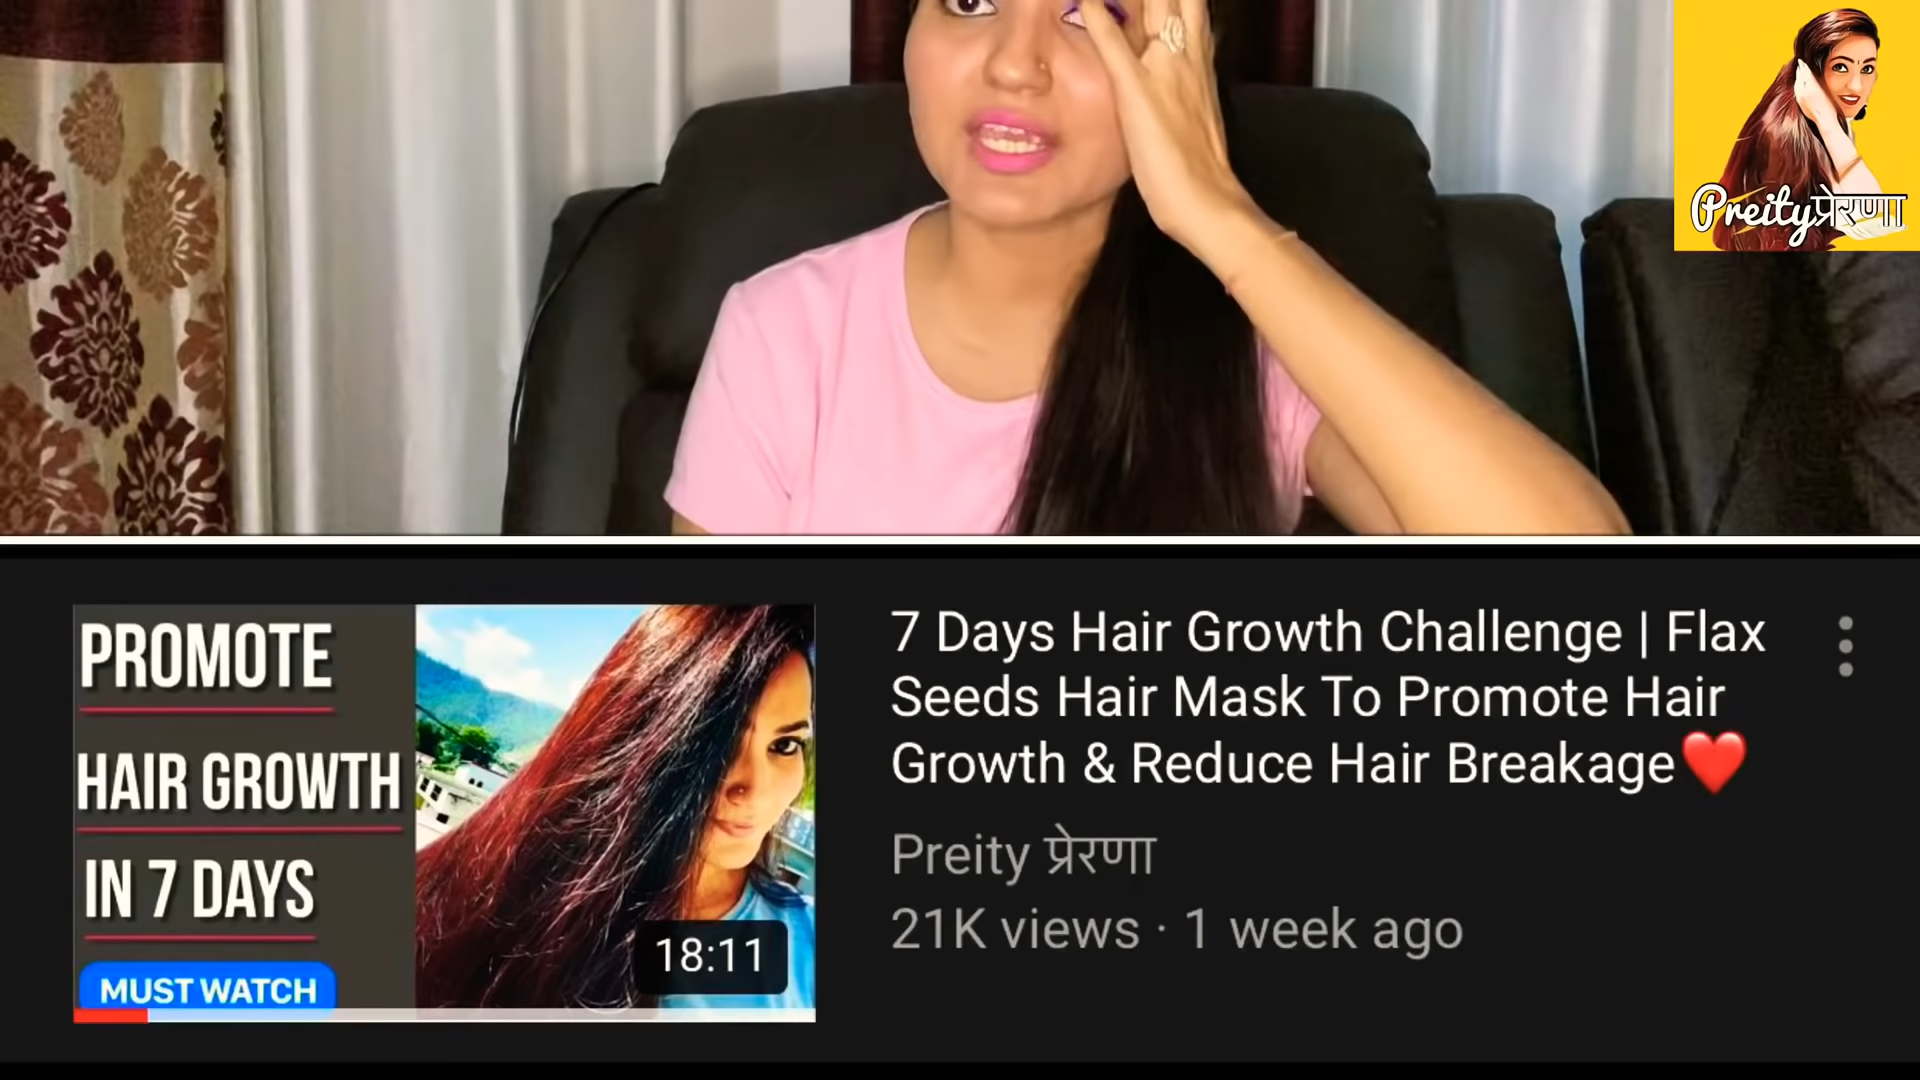 Preityप्रेरणा
PROMOTE
HAIR GROWTH
IN 7 DAYS
MUST WATCH
18:11
7 Days Hair Growth Challenge | Flax
Seeds Hair Mask To Promote Hair
Growth & Reduce Hair Breakage❤️
Preity प्रेरणा
21K views · 1 week ago